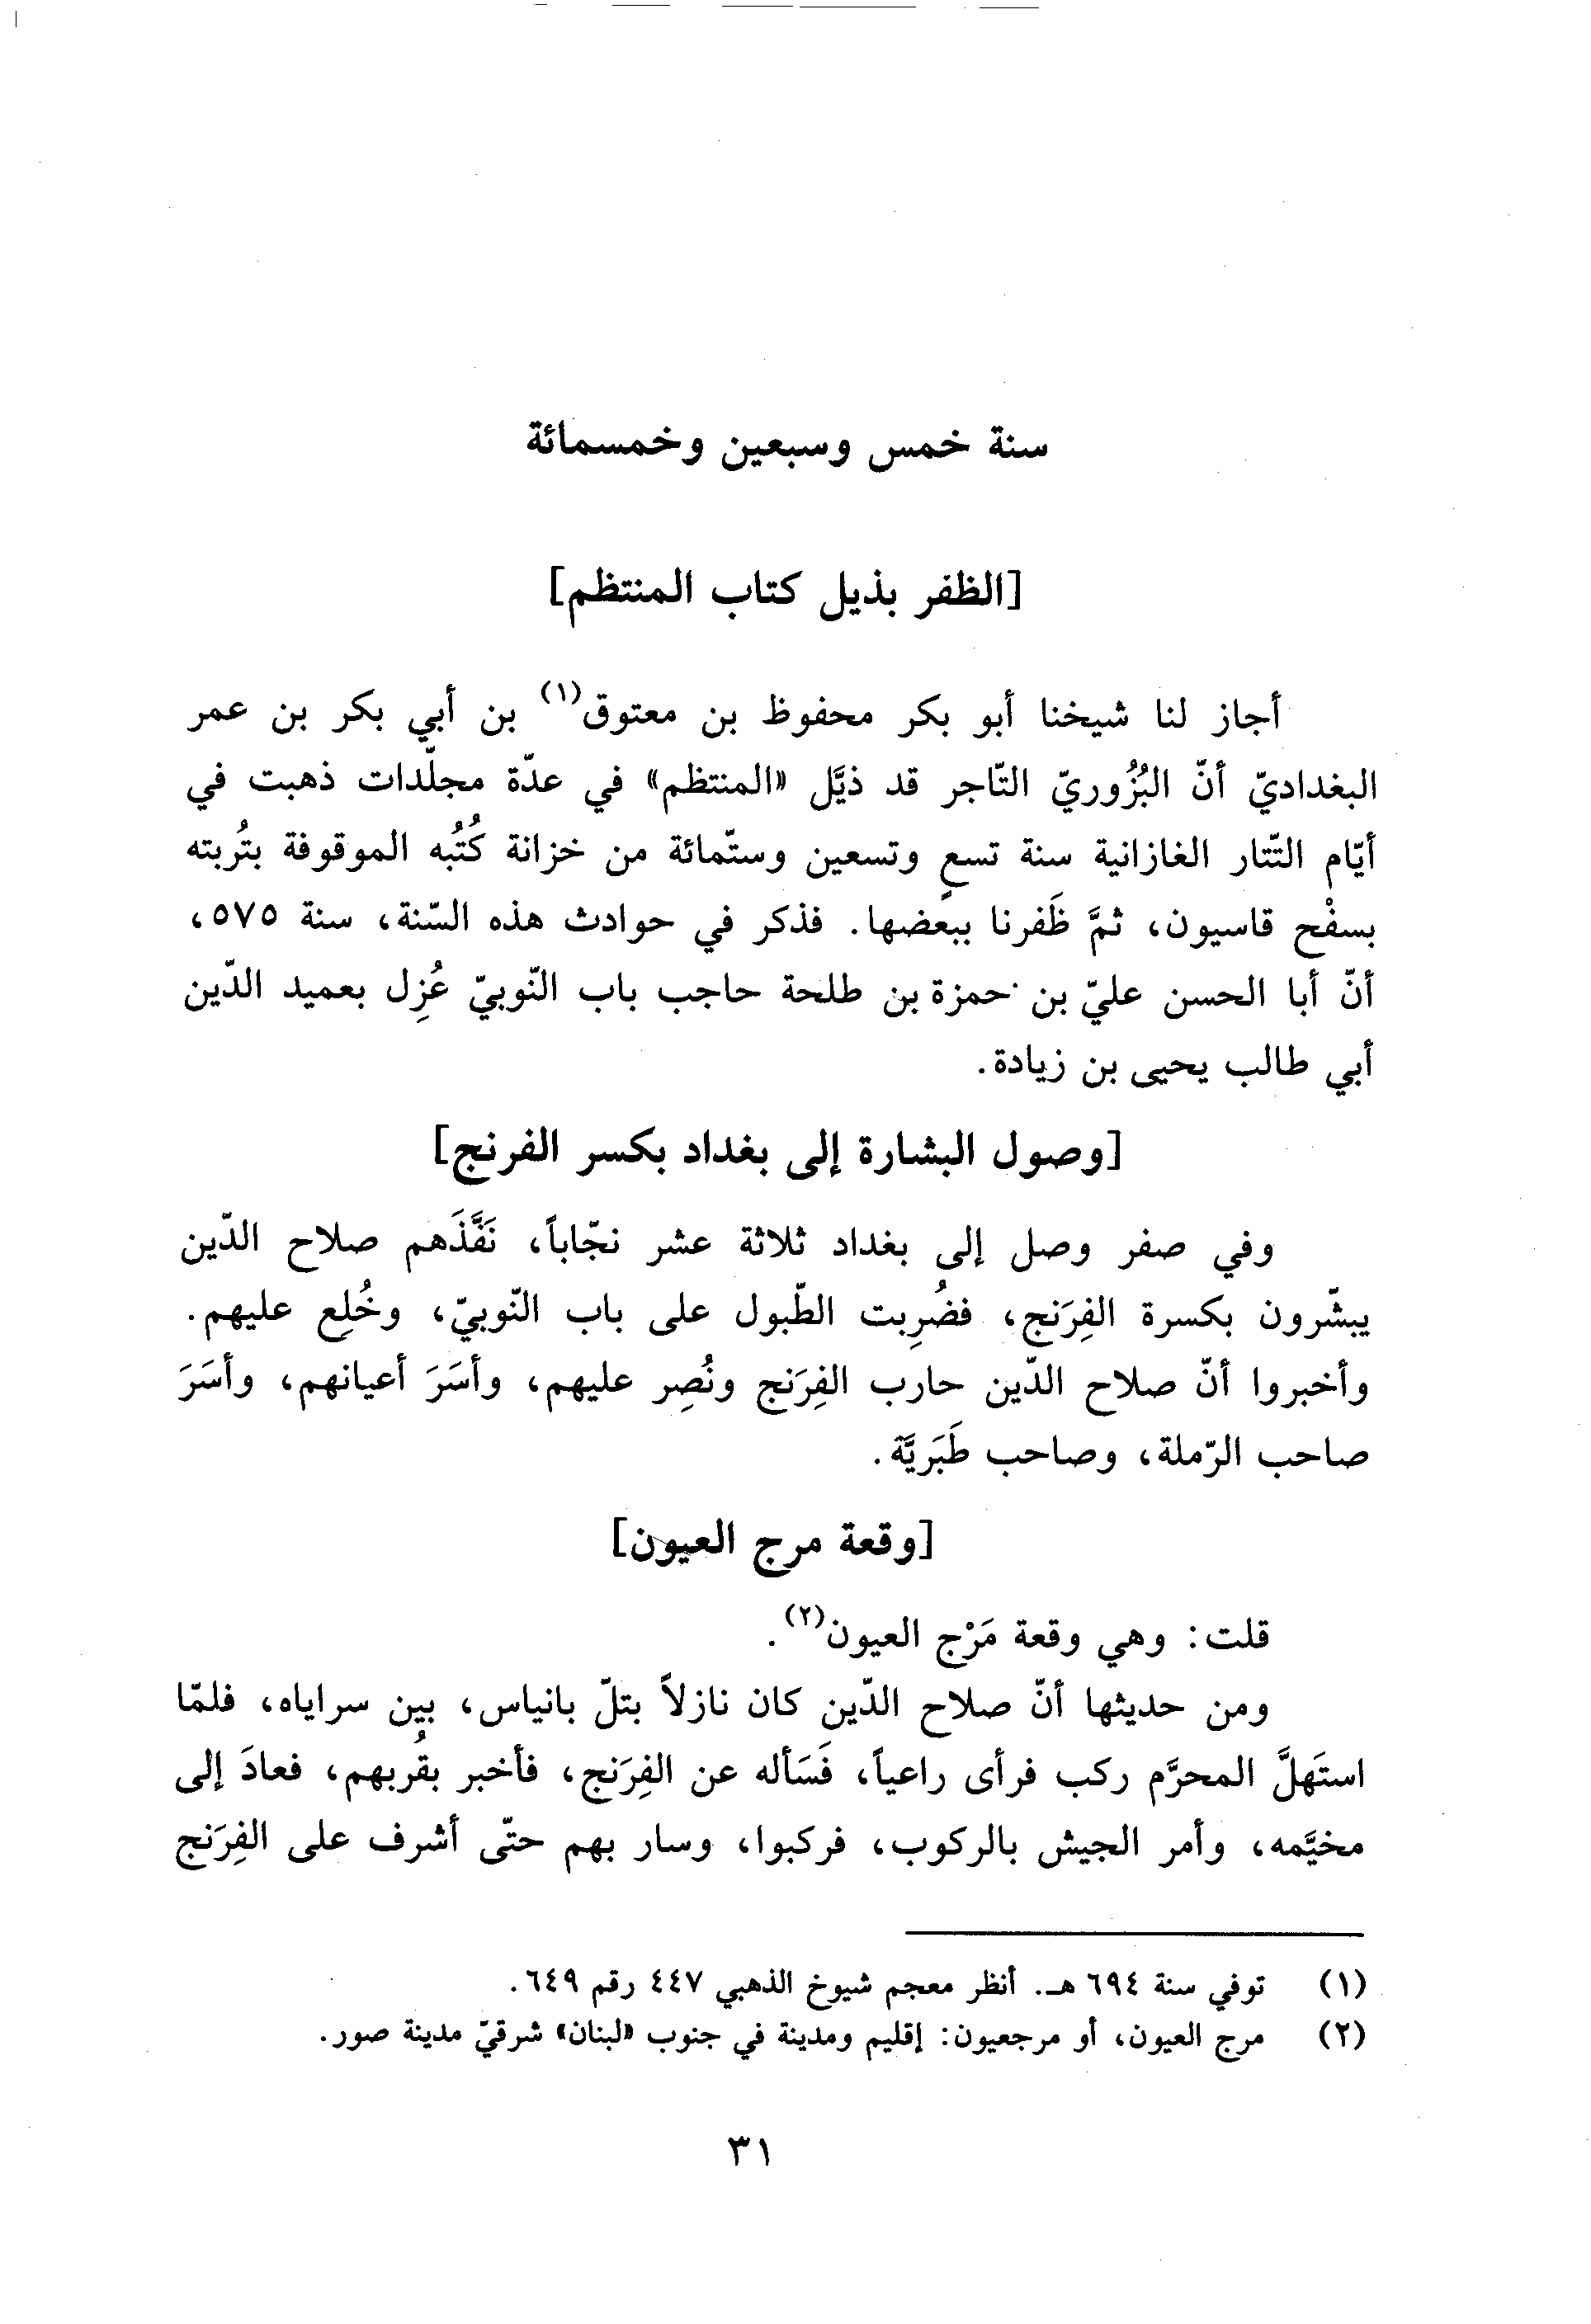 سنة خمس وسبعين وخمسمائة
[الظفر بذيل كتاب المنتظم]
أجاز لنا شيخنا أبو بكر محفوظ بن معتوق(١) بن أبي بكر بن عمر
البغداديّ أنّ البُزُوريّ التّاجر قد ذيَّل «المنتظم» في عدّة مجلّدات ذهبت في
أيّام التّتار الغازانية سنة تسعٍ وتسعين وستّمائة من خزانة كُتُبه الموقوفة بتُربته
بسفْح قاسيون، ثمَّ ظَفرنا ببعضها. فذكر في حوادث هذه السّنة، سنة ٥٧٥،
أنّ أبا الحسن عليّ بن حمزة بن طلحة حاجب باب النّوبيّ عُزِل بعميد الدّين
أبي طالب يحيى بن زيادة.
[وصول البشارة إلى بغداد بكسر الفرنج]
وفي صفر وصل إلى بغداد ثلاثة عشر نجّاباً، نَفَّذَهم صلاح الدّين
يبشّرون بكسرة الفِرَنج، فضُرِبت الطّبول على باب النّوبيّ، وخُلِع عليهم.
وأخبروا أنّ صلاح الدّين حارب الفِرَنج ونُصِر عليهم، وأسَرَ أعيانهم، وأسَرَ
صاحب الرّملة، وصاحب طَبَريَّة.
[وقعة مرج العيون]
قلت: وهي وقعة مَرْج العيون(٢).
ومن حديثها أنّ صلاح الدّين كان نازلاً بتلّ بانياس، بين سراياه، فلمّا
استَهلَّ المحرَّم ركب فرأى راعياً، فَسَأله عن الفِرَنج، فأخبر بقُربهم، فعادَ إلى
مخيَّمه، وأمر الجيش بالركوب، فركبوا، وسار بهم حتّى أشرف على الفِرَنج
(١) توفي سنة ٦٩٤ هـ. أنظر معجم شيوخ الذهبي ٤٤٧ رقم ٦٤٩.
(٢) مرج العيون، أو مرجعيون: إقليم ومدينة في جنوب «لبنان» شرقيّ مدينة صور.
٣١